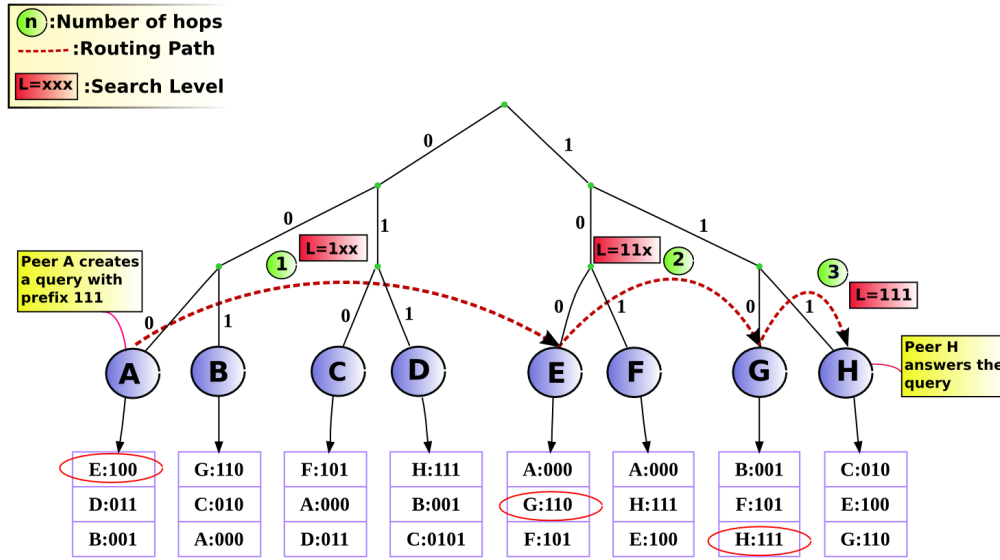 n :Number of hops
:Routing Path
L=xxx :Search Level
0
1
0
1
0
1
L=1xx
L=11x
1
2
3
L=111
Peer A creates
a query with
prefix 111
0
1
0
1
0
1
0
1
Peer H
answers the
query
A B C D E F G H
E:100 G:110 F:101 H:111 A:000 A:000 B:001 C:010
D:011 C:010 A:000 B:001 G:110 H:111 F:101 E:100
B:001 A:000 D:011 C:0101 F:101 E:100 H:111 G:110